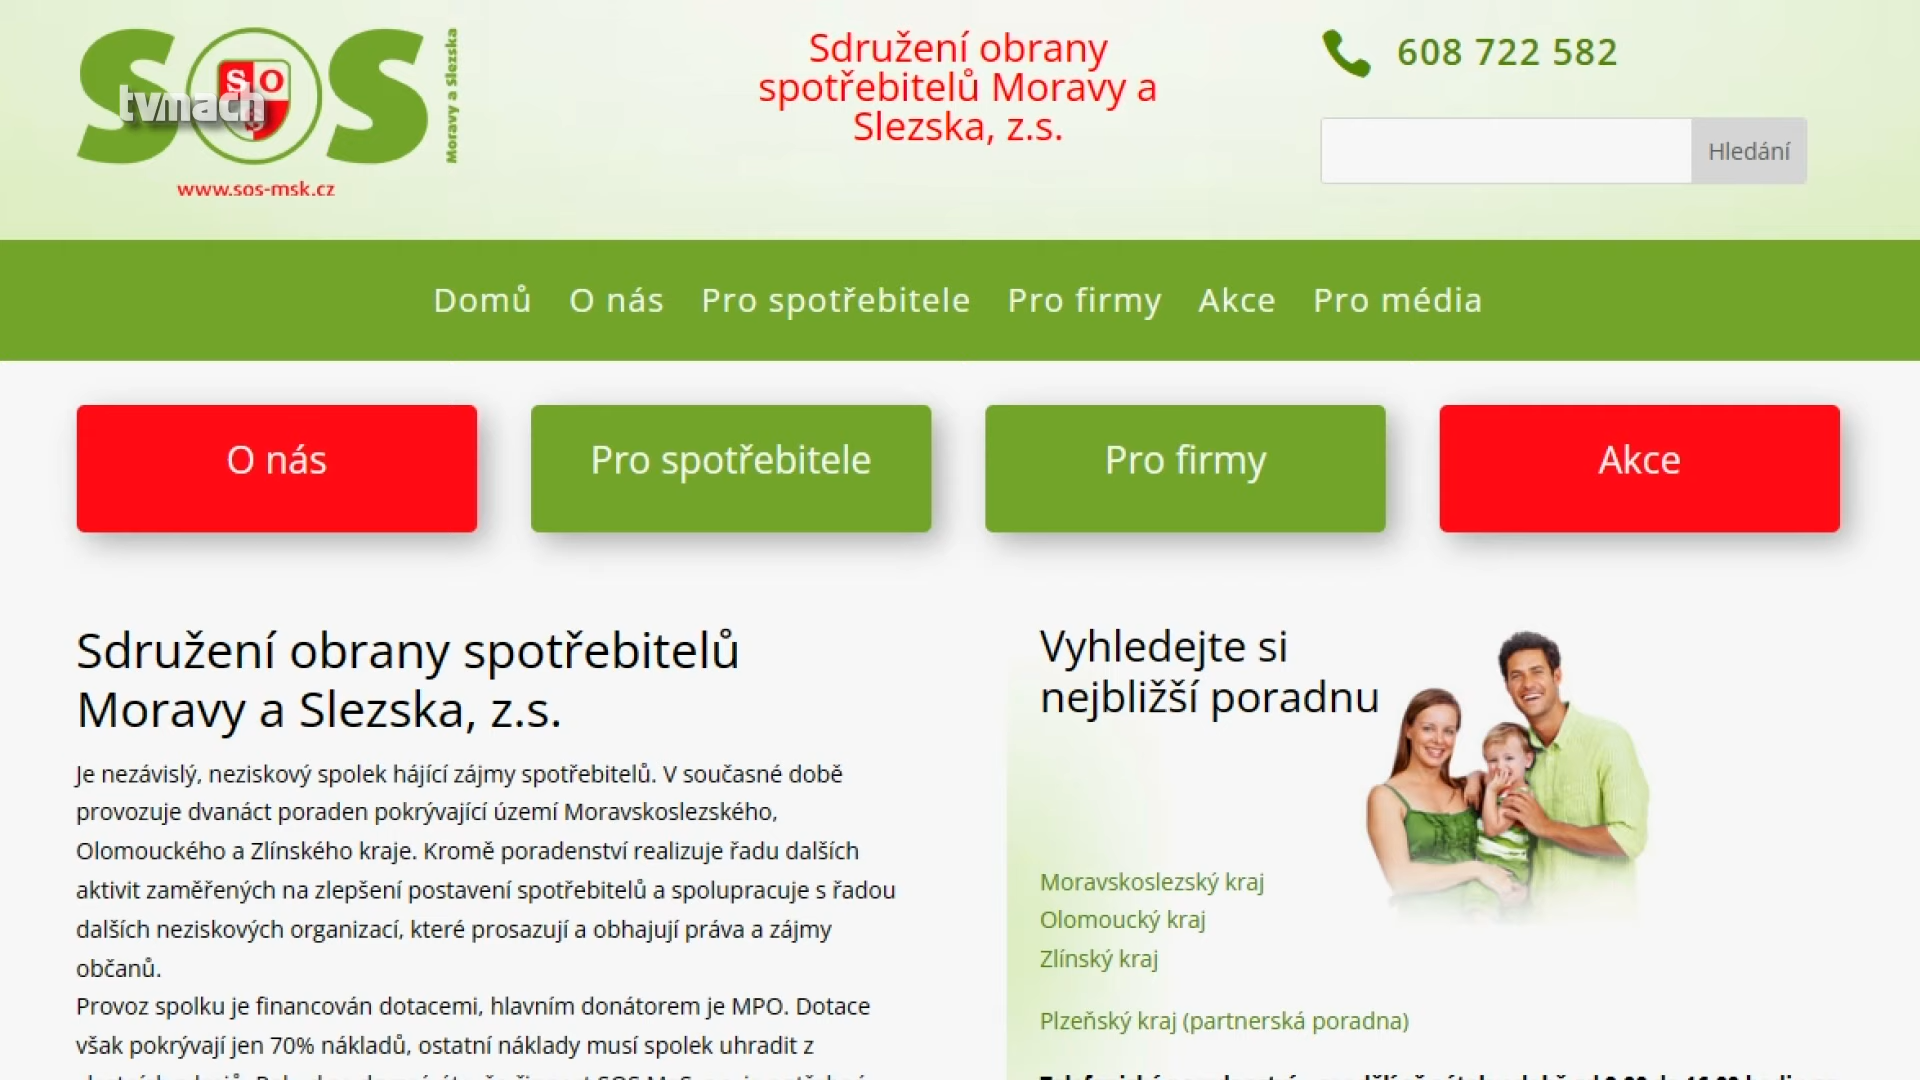 SOS
Moravy a Slezska
SO
tvnach
www.sos-msk.cz
Sdružení obrany
spotřebitelů Moravy a
Slezska, z.s.
608 722 582
Hledání
Domů O nás Pro spotřebitele Pro firmy Akce Pro média
O nás Pro spotřebitele Pro firmy Akce
Sdružení obrany spotřebitelů
Moravy a Slezska, z.s.
Je nezávislý, neziskový spolek hájící zájmy spotřebitelů. V současné době
provozuje dvanáct poraden pokrývající území Moravskoslezského,
Olomouckého a Zlínského kraje. Kromě poradenství realizuje řadu dalších
aktivit zaměřených na zlepšení postavení spotřebitelů a spolupracuje s řadou
dalších neziskových organizací, které prosazují a obhajují práva a zájmy
občanů.
Provoz spolku je financován dotacemi, hlavním donátorem je MPO. Dotace
však pokrývají jen 70% nákladů, ostatní náklady musí spolek uhradit z
Vyhledejte si
nejbližší poradnu
Moravskoslezský kraj
Olomoucký kraj
Zlínský kraj
Plzeňský kraj (partnerská poradna)